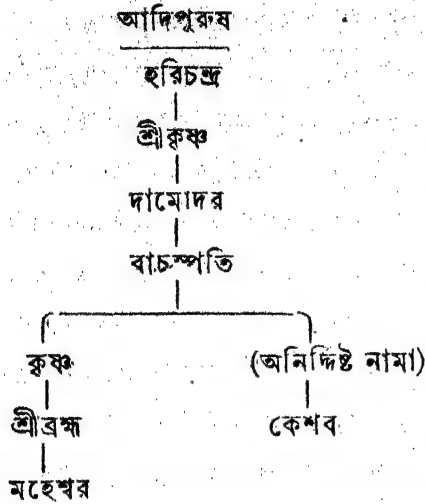 আদিপুরুষ
হরিচন্দ্র
শ্রীকৃষ্ণ
দামোদর
বাচস্পতি
কৃষ্ণ (অনিদ্দিষ্ট নামা)
শ্রীব্রহ্ম কেশব
মহেশ্বর